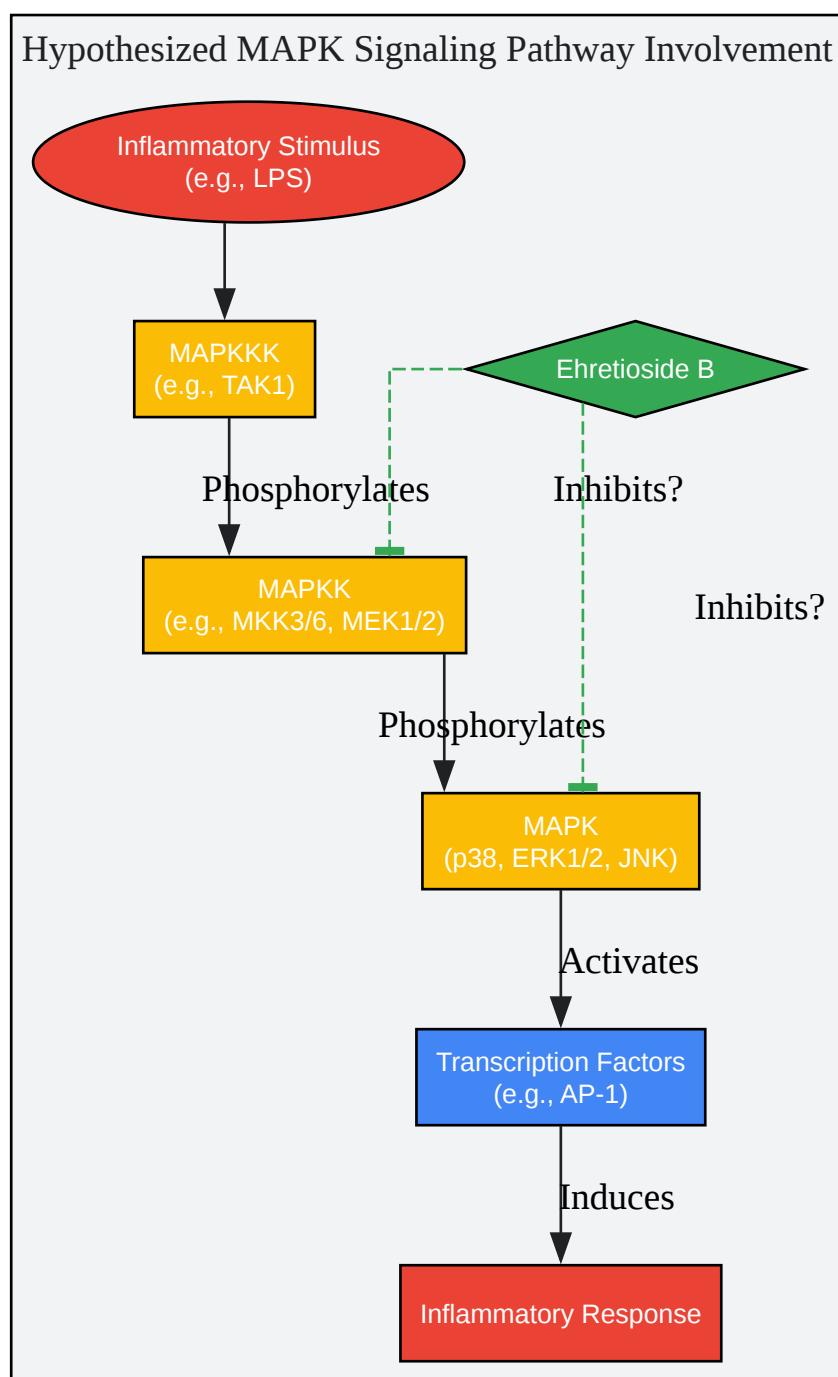 Hypothesized MAPK Signaling Pathway Involvement
Inflammatory Stimulus
(e.g., LPS)
MAPKKK
(e.g., TAK1)
Ehretioside B
Phosphorylates
Inhibits?
MAPKK
(e.g., MKK3/6, MEK1/2)
Inhibits?
Phosphorylates
MAPK
(p38, ERK1/2, JNK)
Activates
Transcription Factors
(e.g., AP-1)
Induces
Inflammatory Response